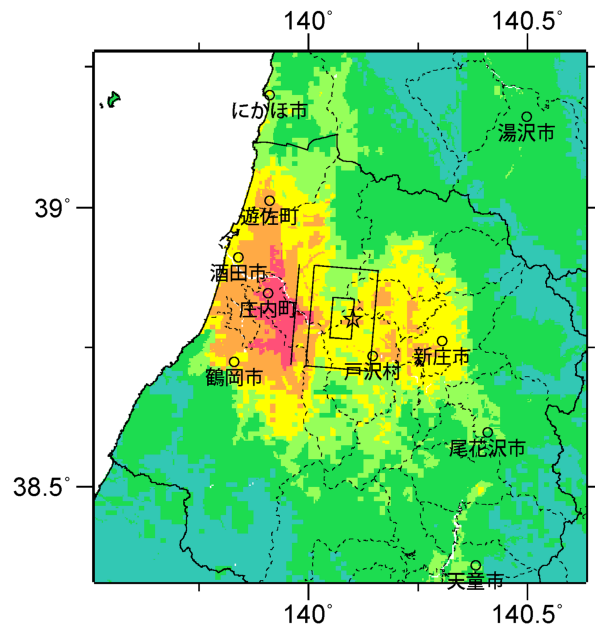 140° 140.5°
にかほ市
湯沢市
39°
遊佐町
酒田市
庄内町
新庄市
戸沢村
鶴岡市
尾花沢市
38.5°
天童市
140° 140.5°